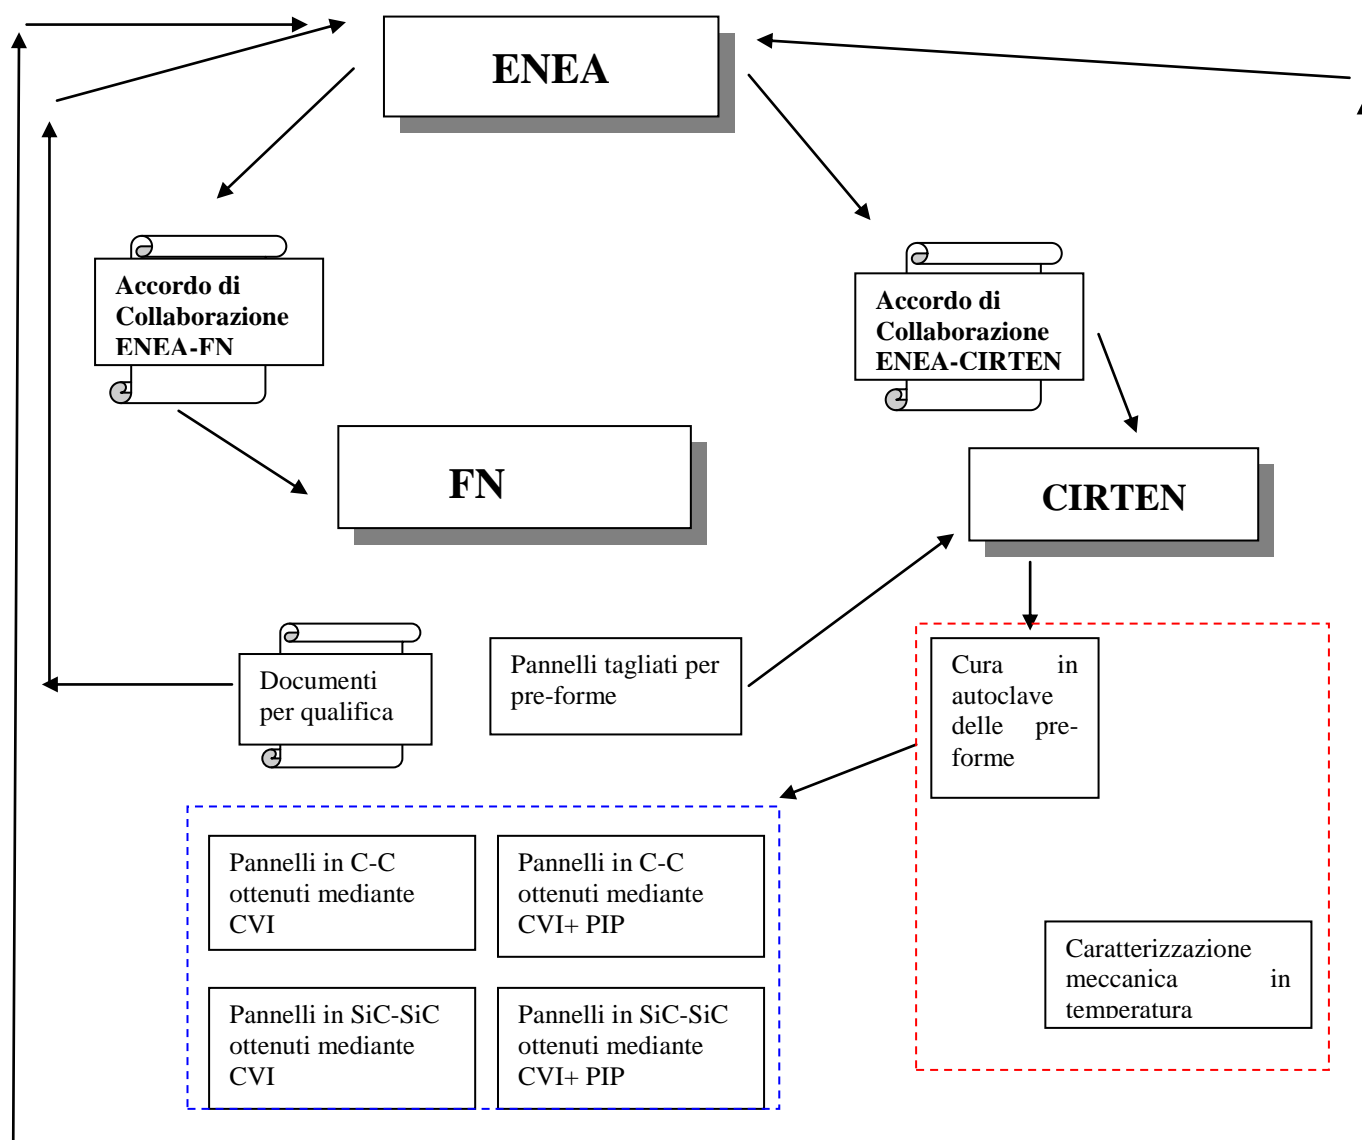 ENEA
Accordo di
Collaborazione
ENEA-FN
Accordo di
Collaborazione
ENEA-CIRTEN
FN
CIRTEN
Documenti
per qualifica
Pannelli tagliati per
pre-forme
Cura in
autoclave
delle pre-
forme
Pannelli in C-C
ottenuti mediante
CVI
Pannelli in C-C
ottenuti mediante
CVI+ PIP
Caratterizzazione
meccanica in
temperatura
Pannelli in SiC-SiC
ottenuti mediante
CVI
Pannelli in SiC-SiC
ottenuti mediante
CVI+ PIP